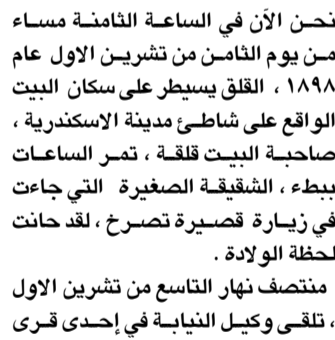 نحن الآن في الساعة الثامنة مساء
من يوم الثامن من تشرين الاول عام
١٨٩٨ ، القلق يسيطر على سكان البيت
الواقع على شاطئ مدينة الاسكندرية ،
صاحبة البيت قلقة ، تمر الساعات
ببطء ، الشقيقة الصغيرة التي جاءت
في زيارة قصيرة تصرخ ، لقد حانت
لحظة الولادة .
منتصف نهار التاسع من تشرين الاول
، تلقى وكيل النيابة في إحدى قرى